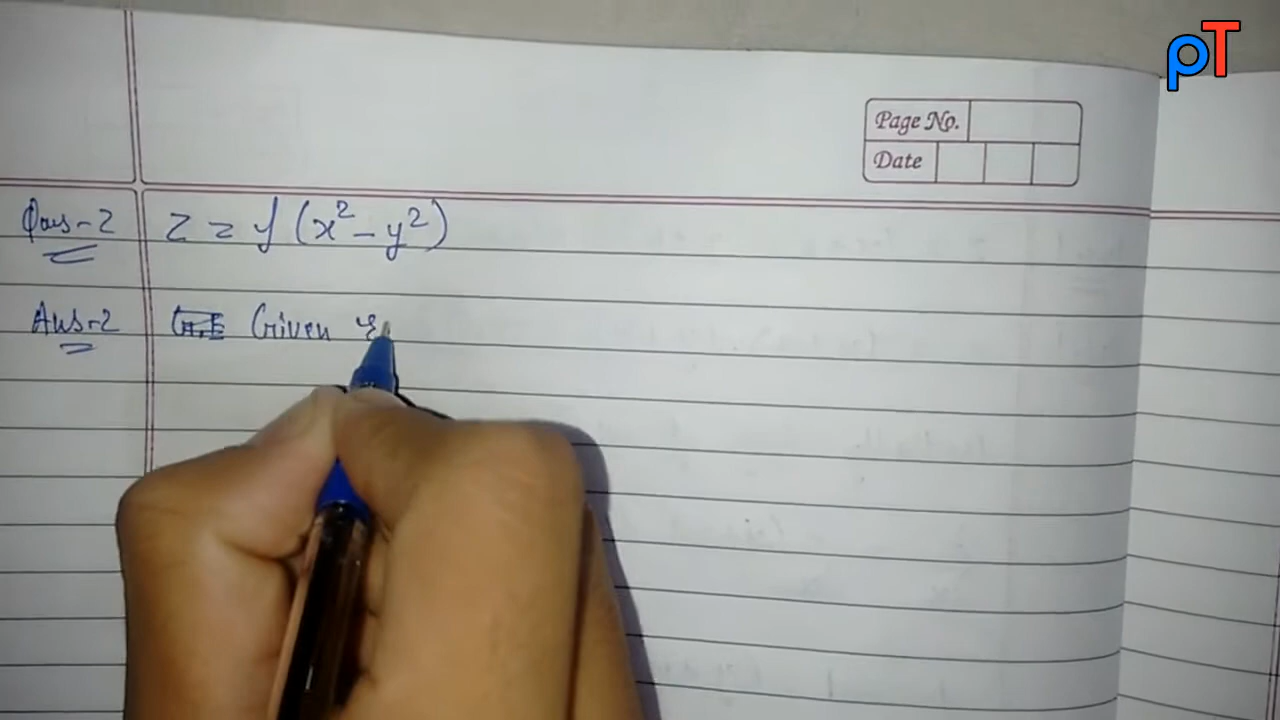 PT
Page No.
Date
Ques-2 z = f(x² - y²)
Ans-2 Given